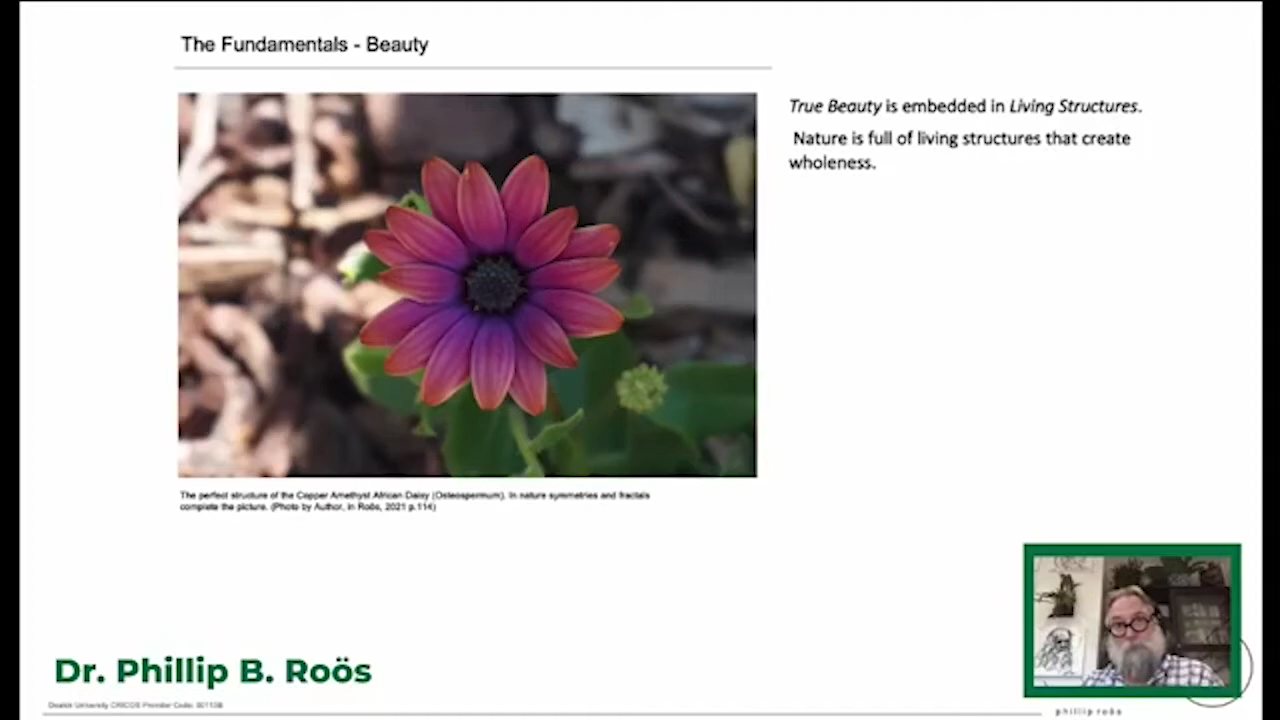 The Fundamentals - Beauty
True Beauty is embedded in Living Structures.
Nature is full of living structures that create
wholeness.
The perfect structure of the Copper Amethyst African Daisy (Osteospermum). In nature symmetries and fractals
complete the picture. (Photo by Author, in Roös, 2021 p.114)
Dr. Phillip B. Roös
Deakin University CRICOS Provider Code: 00113B
phillip roös